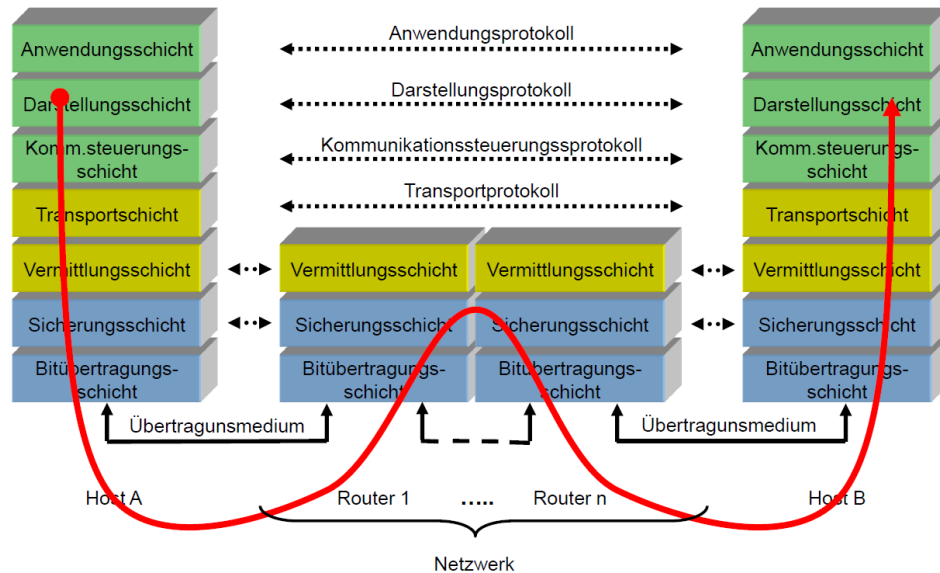 Anwendungsschicht
Darstellungsschicht
Komm.steuerungs-
schicht
Transportschicht
Vermittlungsschicht
Sicherungsschicht
Bitübertragungs-
schicht
Anwendungsprotokoll
Darstellungsprotokoll
Kommunikationssteuerungssprotokoll
Transportprotokoll
Vermittlungsschicht
Sicherungsschicht
Bitübertragungs-
schicht
Vermittlungsschicht
Sicherungsschicht
Bitübertragungs-
schicht
Anwendungsschicht
Darstellungsschicht
Komm.steuerungs-
schicht
Transportschicht
Vermittlungsschicht
Sicherungsschicht
Bitübertragungs-
schicht
Übertragunsmedium
Übertragunsmedium
Host A
Router 1
.....
Router n
Host B
Netzwerk